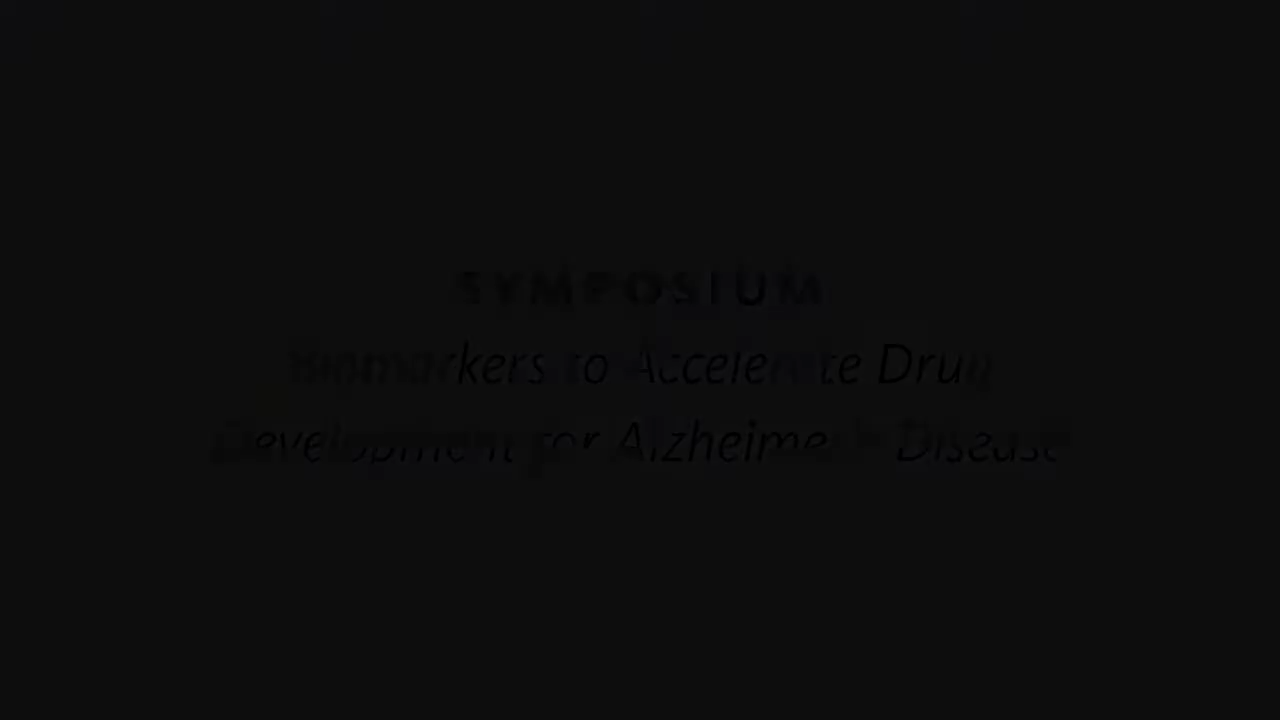 SYMPOSIUM
Biomarkers to Accelerate Drug
Development for Alzheimer's Disease